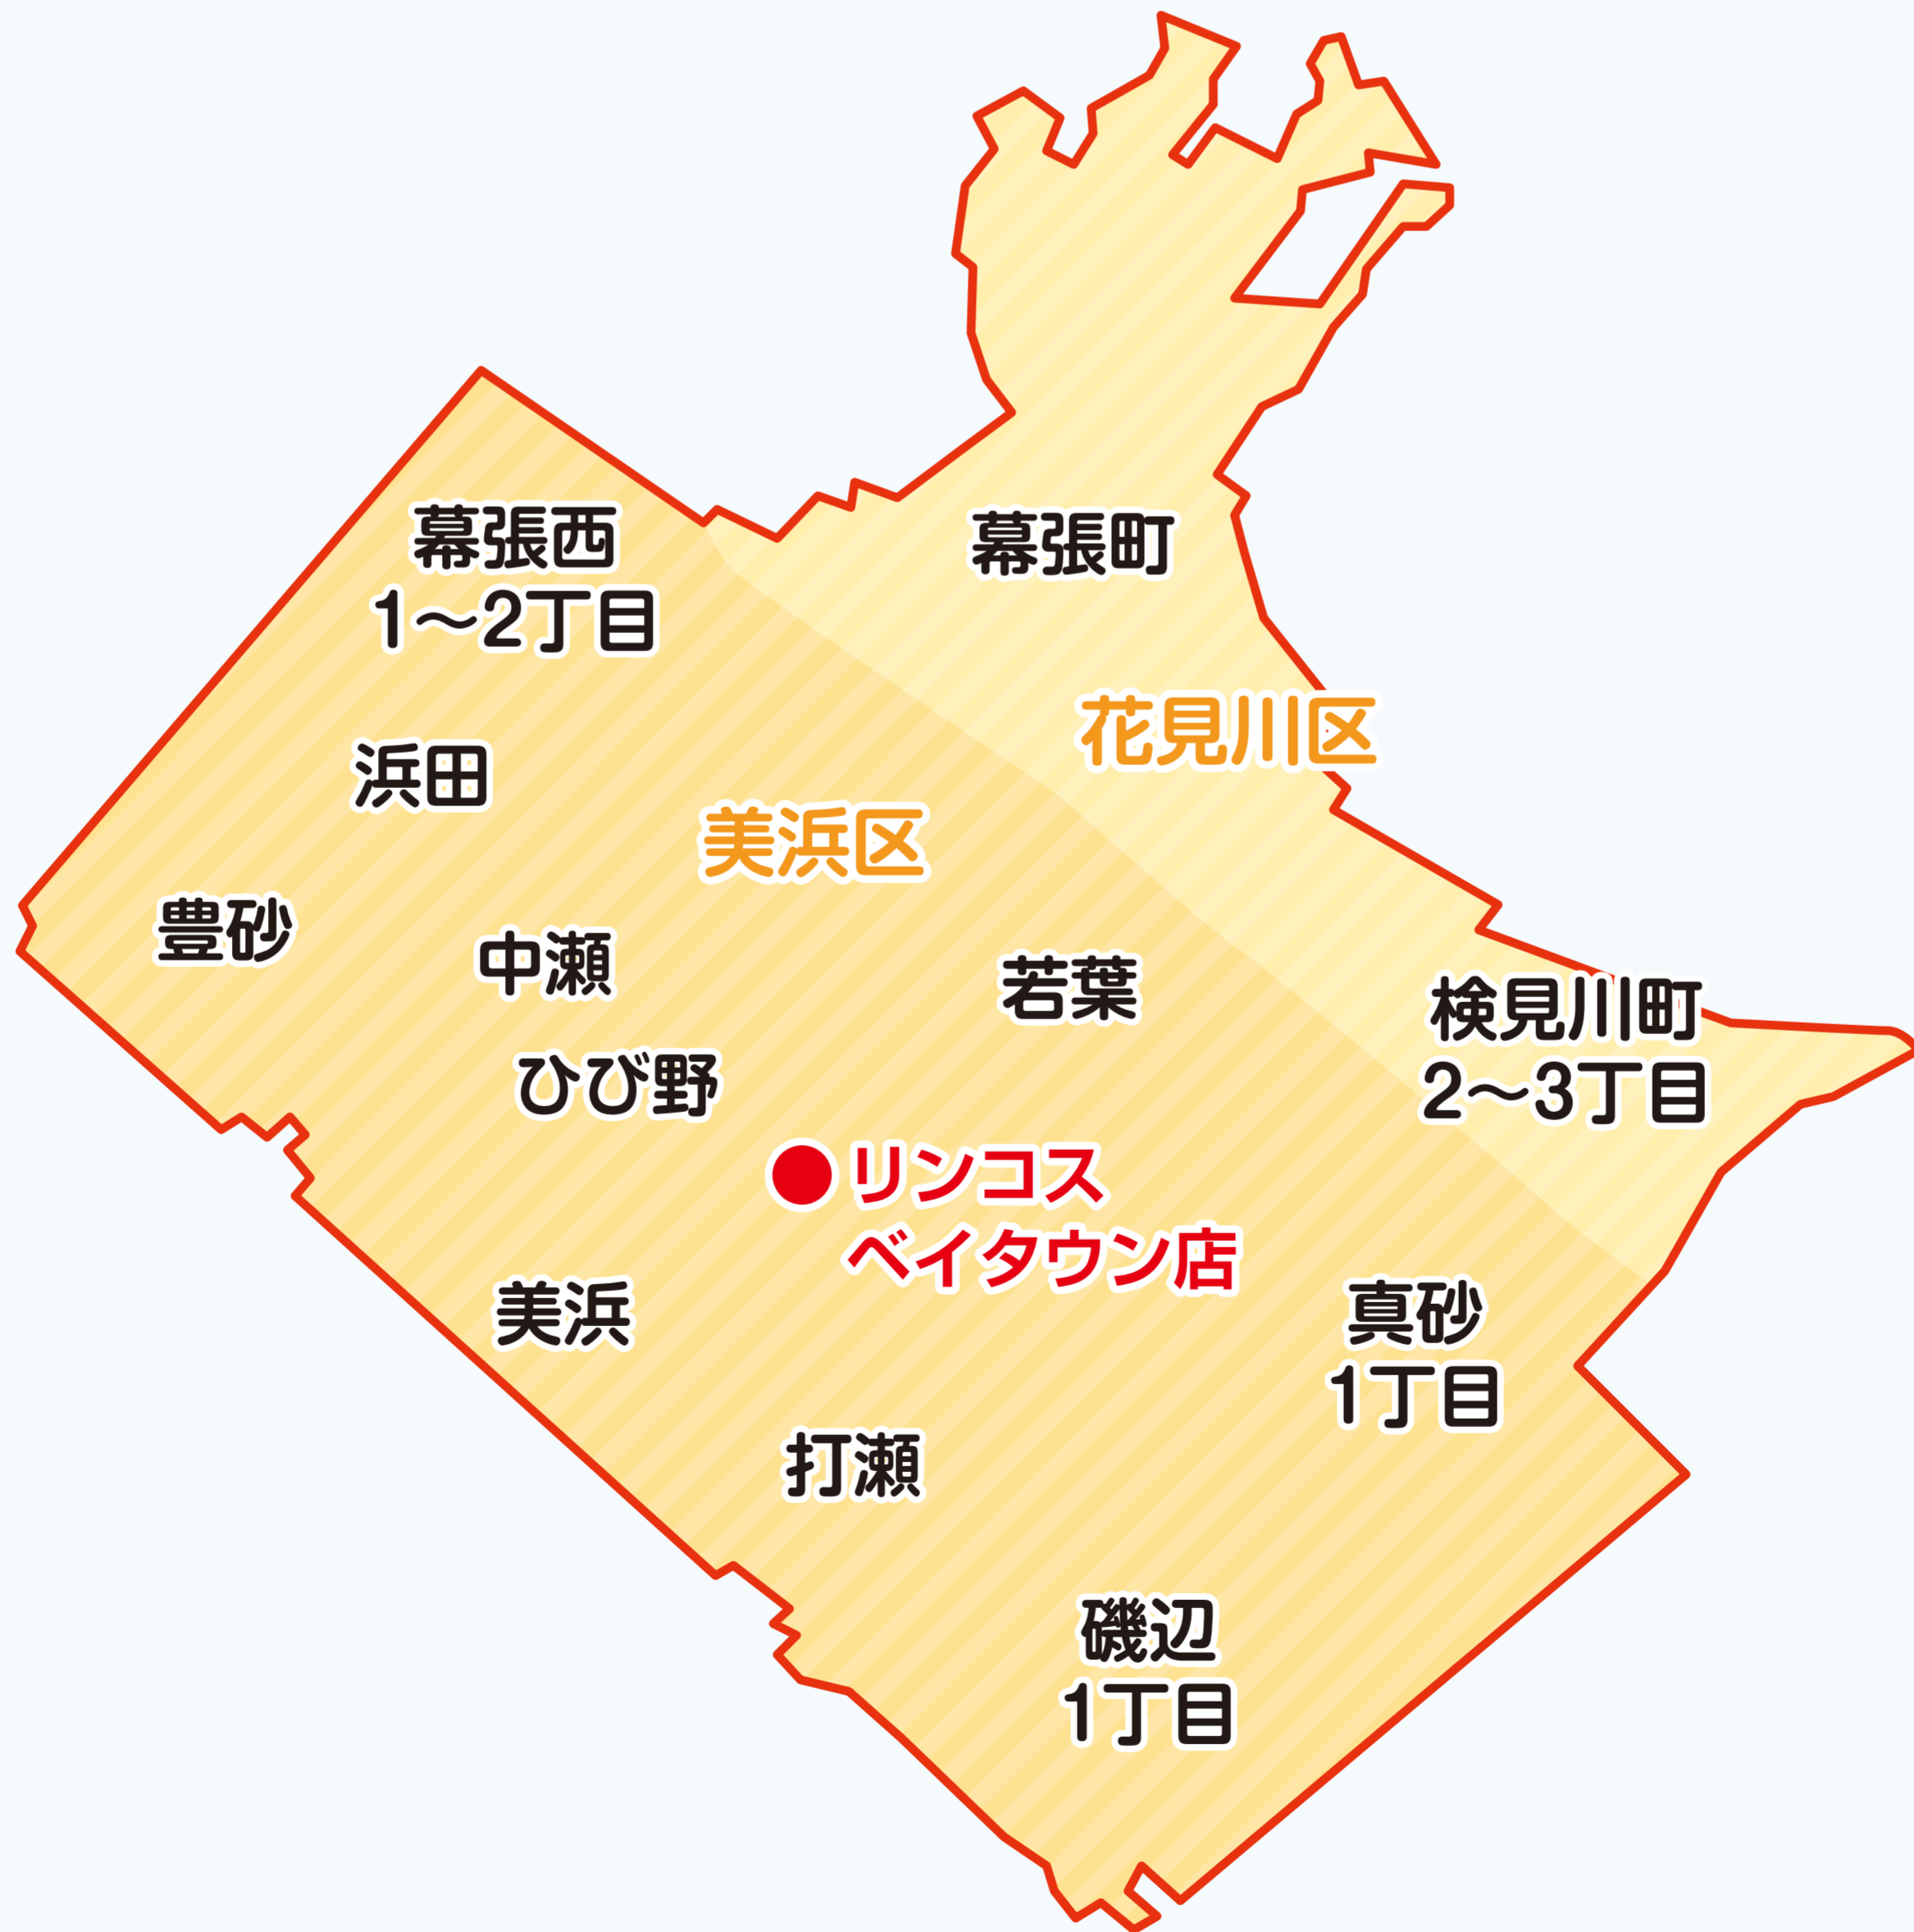 幕張西
1～2丁目
幕張町
花見川区
浜田
美浜区
豊砂
中瀬
若葉
検見川町
2～3丁目
ひび野
リンコス
ベイタウン店
美浜
真砂
1丁目
打瀬
磯辺
1丁目